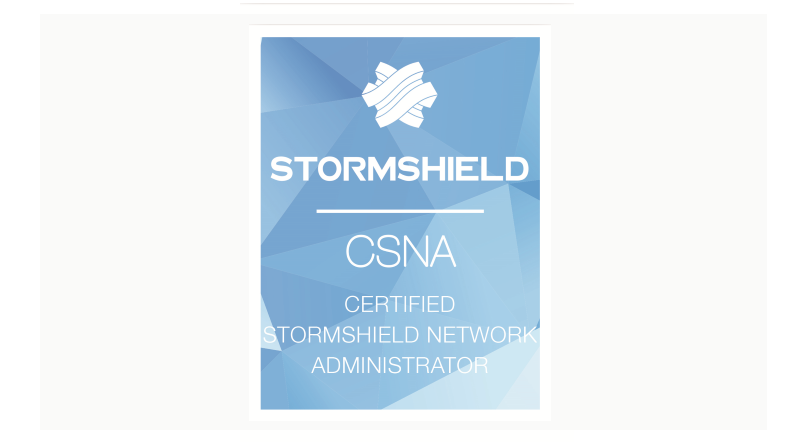 STORMSHIELD
CSNA
CERTIFIED
STORMSHIELD NETWORK
ADMINISTRATOR